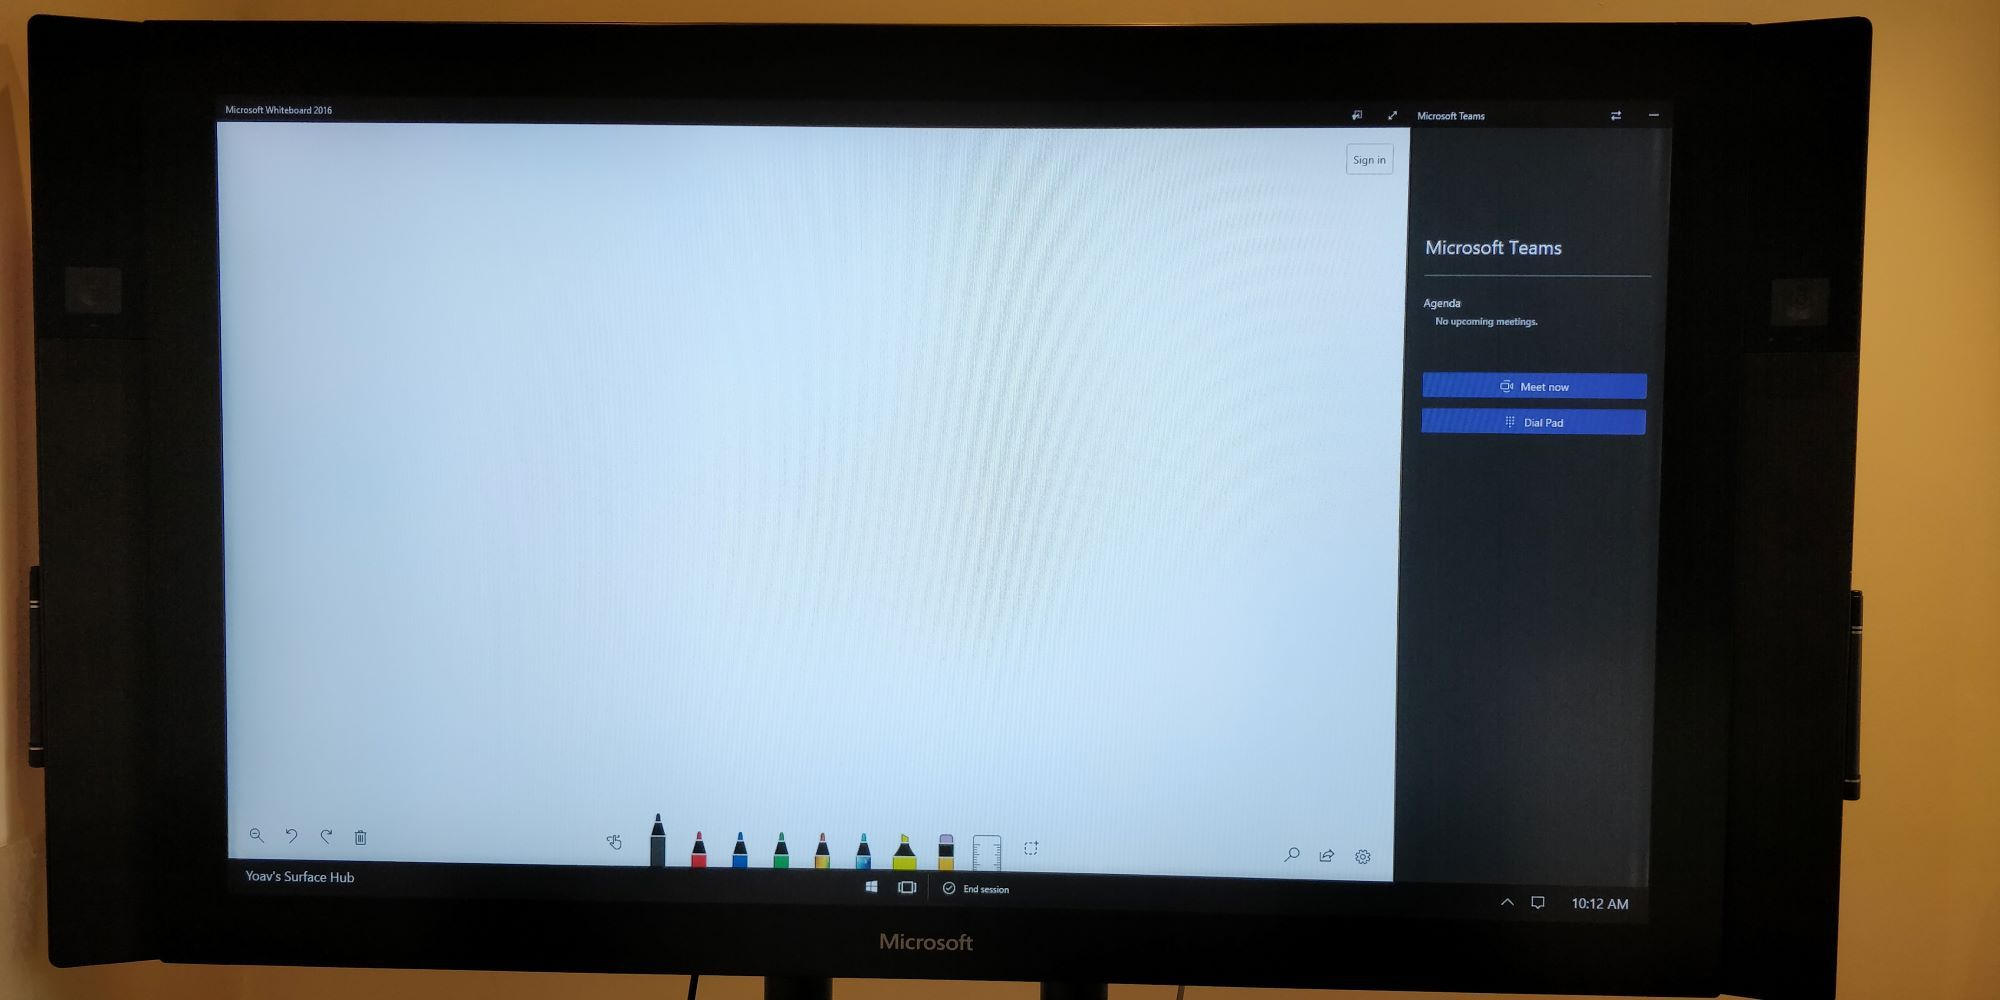 Microsoft Whiteboard 2016
Microsoft Teams
Sign in
Microsoft Teams
Agenda
No upcoming meetings.
Meet now
Dial Pad
Yoav's Surface Hub
End session
10:12 AM
Microsoft